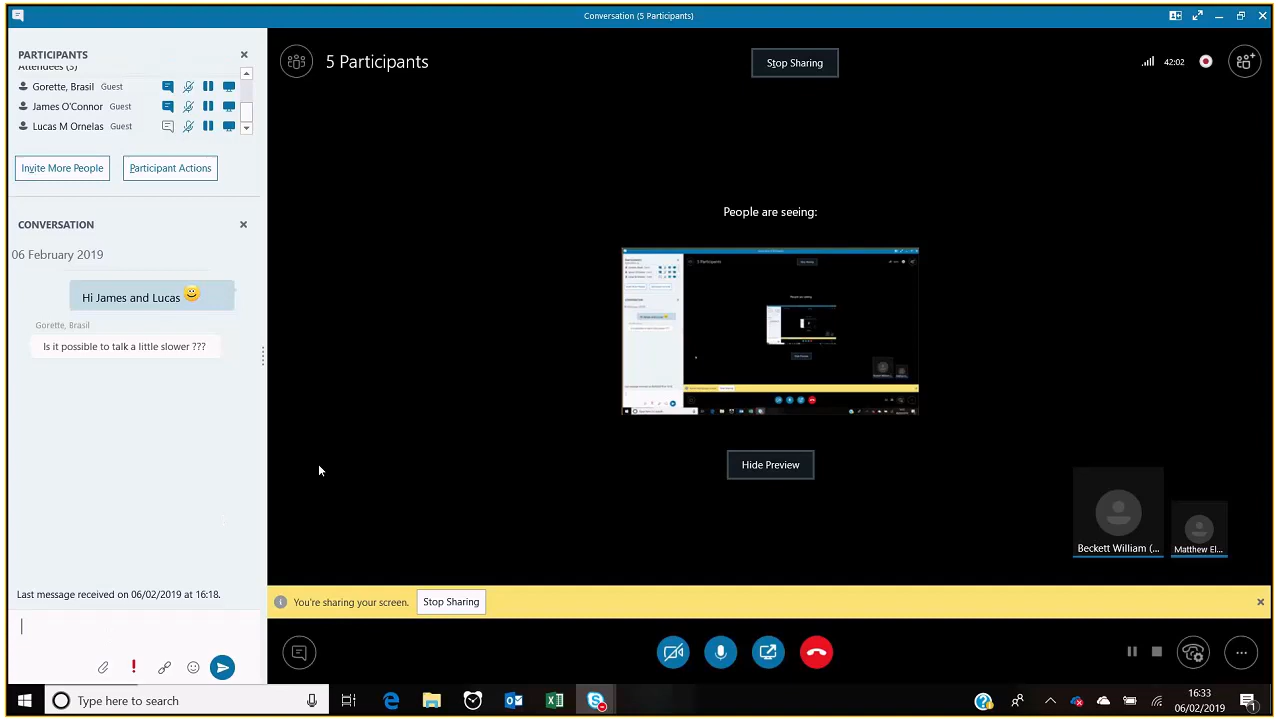 Conversation (5 Participants)
PARTICIPANTS
Attendees (5)
Gorette, Brasil Guest
James O'Connor Guest
Lucas M Ornelas Guest
Invite More People
Participant Actions
CONVERSATION
06 February 2019
Hi James and Lucas
Gorette, Brasil
Is it possible to talk a little slower ???
Last message received on 06/02/2019 at 16:18.
5 Participants
Stop Sharing
42:02
People are seeing:
Hide Preview
Beckett William (...
Matthew El...
You're sharing your screen.
Stop Sharing
Type here to search
16:33
06/02/2019